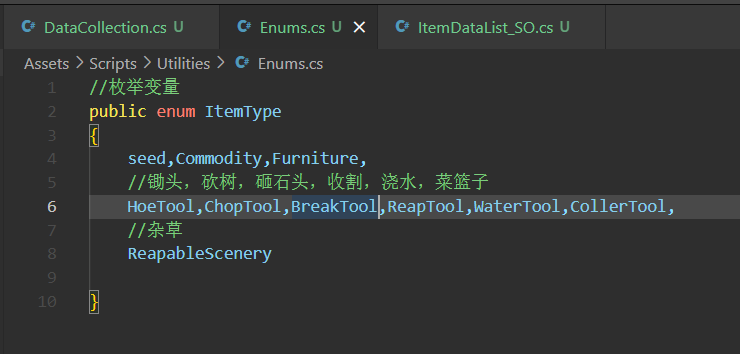 C# DataCollection.cs U C# Enums.cs U × C# ItemDataList_SO.cs U
Assets > Scripts > Utilities > C# Enums.cs
1 //枚举变量
2 public enum ItemType
3 {
4 seed,Commodity,Furniture,
5 //锄头，砍树，砸石头，收割，浇水，菜篮子
6 HoeTool,ChopTool,BreakTool,ReapTool,WaterTool,CollerTool,
7 //杂草
8 ReapableScenery
9
10 }